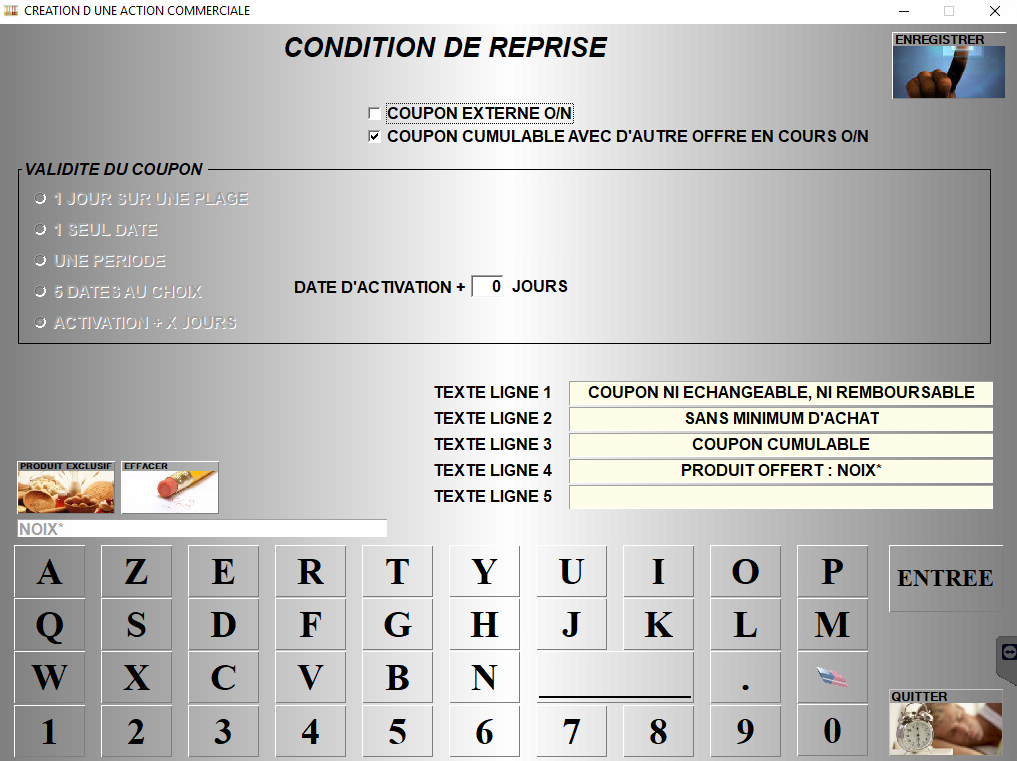 CREATION D UNE ACTION COMMERCIALE
CONDITION DE REPRISE
ENREGISTRER
COUPON EXTERNE O/N
COUPON CUMULABLE AVEC D'AUTRE OFFRE EN COURS O/N
VALIDITE DU COUPON
1 JOUR SUR UNE PLAGE
1 SEUL DATE
UNE PERIODE
5 DATES AU CHOIX
ACTIVATION + X JOURS
DATE D'ACTIVATION + 0 JOURS
TEXTE LIGNE 1 COUPON NI ECHANGEABLE, NI REMBOURSABLE
TEXTE LIGNE 2 SANS MINIMUM D'ACHAT
TEXTE LIGNE 3 COUPON CUMULABLE
TEXTE LIGNE 4 PRODUIT OFFERT : NOIX*
TEXTE LIGNE 5
PRODUIT EXCLUSIF EFFACER
NOIX*
A Z E R T Y U I O P ENTREE
Q S D F G H J K L M
W X C V B N .
QUITTER
1 2 3 4 5 6 7 8 9 0